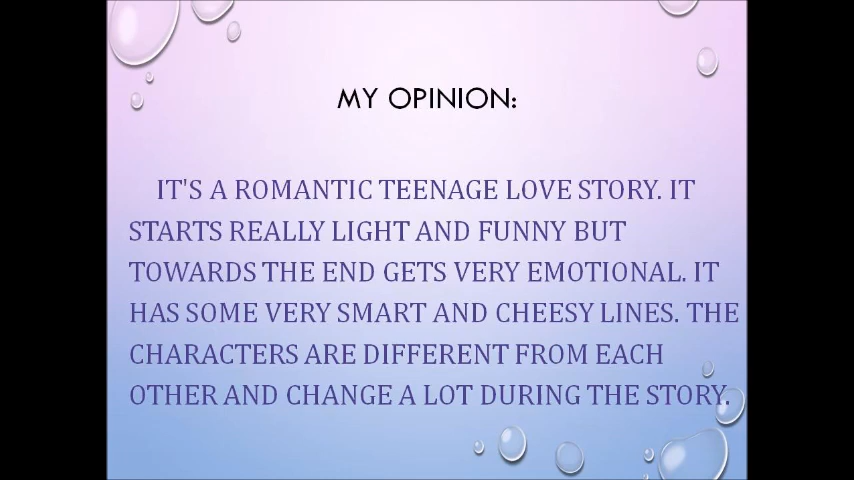 MY OPINION:
IT'S A ROMANTIC TEENAGE LOVE STORY. IT
STARTS REALLY LIGHT AND FUNNY BUT
TOWARDS THE END GETS VERY EMOTIONAL. IT
HAS SOME VERY SMART AND CHEESY LINES. THE
CHARACTERS ARE DIFFERENT FROM EACH
OTHER AND CHANGE A LOT DURING THE STORY.